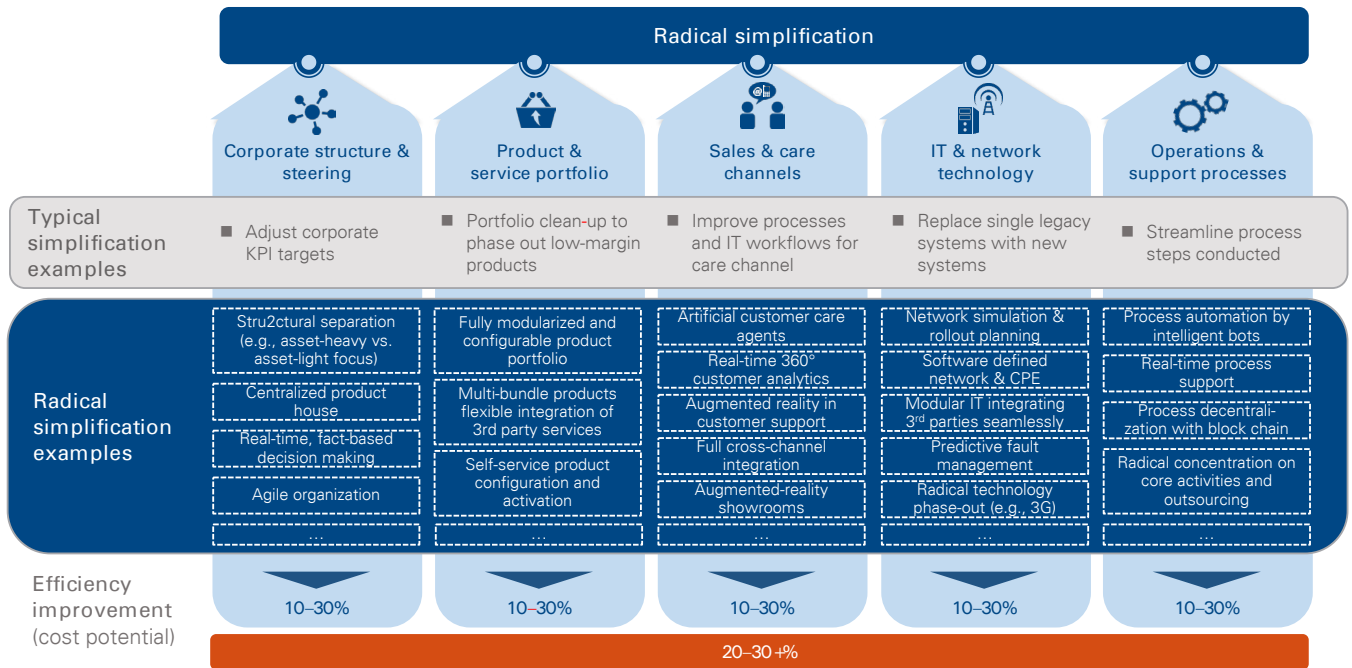 Radical simplification
Corporate structure &
steering
Product &
service portfolio
Sales & care
channels
IT & network
technology
Operations &
support processes
Typical
simplification
examples
■ Adjust corporate
KPI targets
■ Portfolio clean-up to
phase out low-margin
products
■ Improve processes
and IT workflows for
care channel
■ Replace single legacy
systems with new
systems
■ Streamline process
steps conducted
Radical
simplification
examples
Stru2ctural separation
(e.g., asset-heavy vs.
asset-light focus)
Centralized product
house
Real-time, fact-based
decision making
Agile organization
...
Fully modularized and
configurable product
portfolio
Multi-bundle products
flexible integration of
3rd party services
Self-service product
configuration and
activation
...
Artificial customer care
agents
Real-time 360°
customer analytics
Augmented reality in
customer support
Full cross-channel
integration
Augmented-reality
showrooms
...
Network simulation &
rollout planning
Software defined
network & CPE
Modular IT integrating
3rd parties seamlessly
Predictive fault
management
Radical technology
phase-out (e.g., 3G)
...
Process automation by
intelligent bots
Real-time process
support
Process decentrali-
zation with block chain
Radical concentration on
core activities and
outsourcing
...
Efficiency
improvement
(cost potential)
10–30%
10–30%
10–30%
10–30%
10–30%
20–30+%